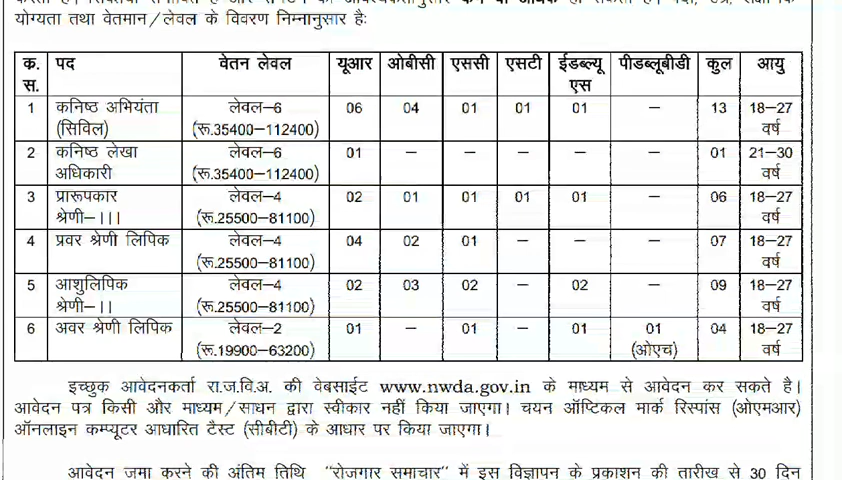 योग्यता तथा वेतमान/लेवल के विवरण निम्नानुसार है:
क्र. स. पद वेतन लेवल यूआर ओबीसी एससी एसटी ईडब्ल्यू एस पीडब्लूबीडी कुल आयु
1 कनिष्ठ अभियंता (सिविल) लेवल–6 (रू.35400–112400) 06 04 01 01 01 – 13 18–27 वर्ष
2 कनिष्ठ लेखा अधिकारी लेवल–6 (रू.35400–112400) 01 – – – – – 01 21–30 वर्ष
3 प्रारूपकार श्रेणी–।।। लेवल–4 (रू.25500–81100) 02 01 01 01 01 – 06 18–27 वर्ष
4 प्रवर श्रेणी लिपिक लेवल–4 (रू.25500–81100) 04 02 01 – – – 07 18–27 वर्ष
5 आशुलिपिक श्रेणी–।। लेवल–4 (रू.25500–81100) 02 03 02 – 02 – 09 18–27 वर्ष
6 अवर श्रेणी लिपिक लेवल–2 (रू.19900–63200) 01 – 01 – 01 01 (ओएच) 04 18–27 वर्ष
इच्छुक आवेदनकर्ता रा.ज.वि.अ. की वेबसाईट www.nwda.gov.in के माध्यम से आवेदन कर सकते है।
आवेदन पत्र किसी और माध्यम/साधन द्वारा स्वीकार नहीं किया जाएगा। चयन ऑप्टिकल मार्क रिस्पांस (ओएमआर)
ऑनलाइन कम्प्यूटर आधारित टैस्ट (सीबीटी) के आधार पर किया जाएगा।
आवेदन जमा करने की अंतिम तिथि "रोजगार समाचार" में इस विज्ञापन के प्रकाशन की तारीख से 30 दिन